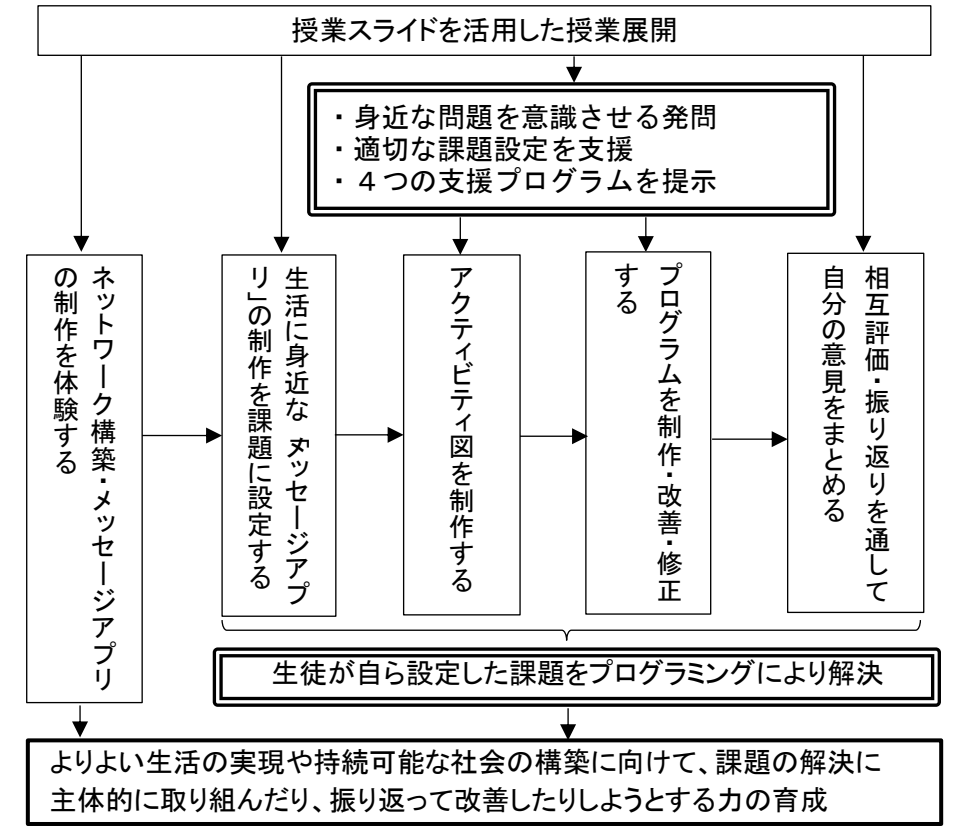 授業スライドを活用した授業展開
・身近な問題を意識させる発問
・適切な課題設定を支援
・４つの支援プログラムを提示
ネットワーク構築・メッセージアプリ
の制作を体験する
生活に身近な「メッセージアプ
リ」の制作を課題に設定する
アクティビティ図を制作する
プログラムを制作・改善・修正
する
相互評価・振り返りを通して
自分の意見をまとめる
生徒が自ら設定した課題をプログラミングにより解決
よりよい生活の実現や持続可能な社会の構築に向けて、課題の解決に
主体的に取り組んだり、振り返って改善したりしようとする力の育成